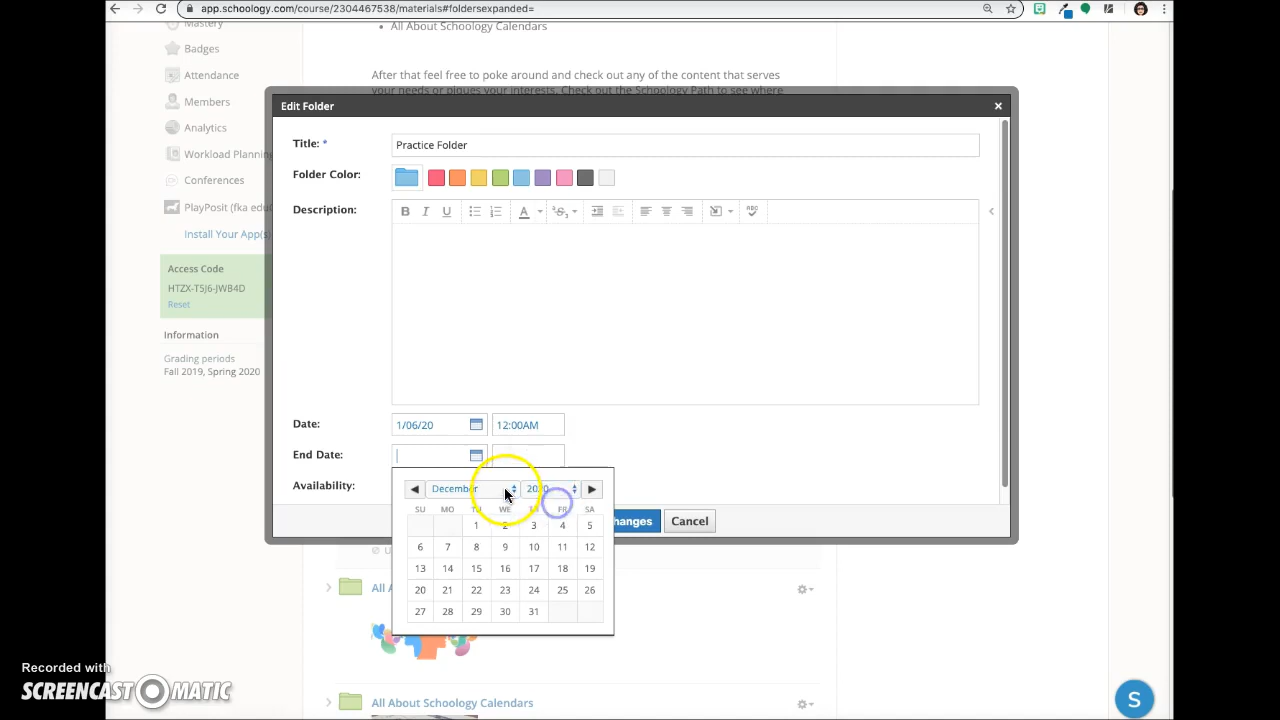 app.schoology.com/course/2304467538/materials#foldersexpanded=
Mastery
Badges
Attendance
Members
Analytics
Workload Planning
Conferences
PlayPosit (fka edu
Install Your App(s)
Access Code
HTZX-T5J6-JWB4D
Reset
Information
Grading periods
Fall 2019, Spring 2020
• All About Schoology Calendars
After that feel free to poke around and check out any of the content that serves
your needs or piques your interests. Check out the Schoology Path to see where
Edit Folder
Title: *
Practice Folder
Folder Color:
Description:
B I U A ABC
Date:
1/06/20
12:00AM
End Date:
Availability:
December
2020
SU MO TU WE TH FR SA
1 2 3 4 5
6 7 8 9 10 11 12
13 14 15 16 17 18 19
20 21 22 23 24 25 26
27 28 29 30 31
hanges
Cancel
All A
All About Schoology Calendars
Recorded with
SCREENCAST-O-MATIC
S